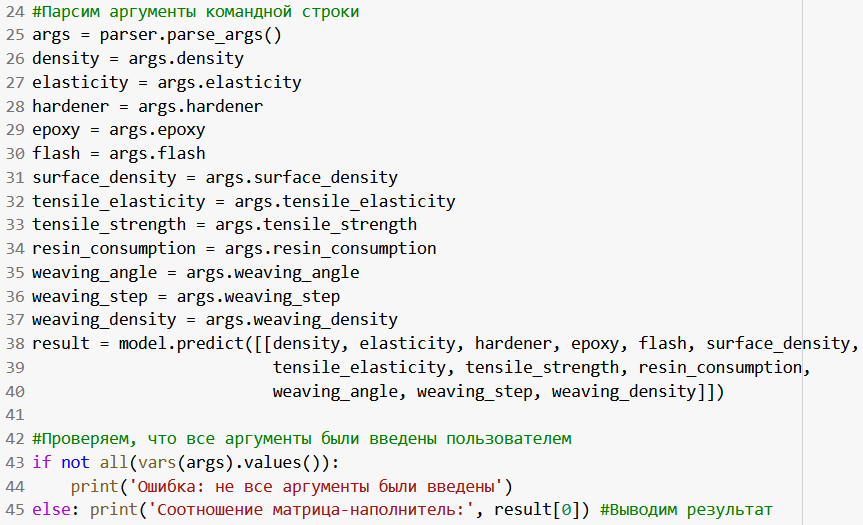 24 #Парсим аргументы командной строки
25 args = parser.parse_args()
26 density = args.density
27 elasticity = args.elasticity
28 hardener = args.hardener
29 epoxy = args.epoxy
30 flash = args.flash
31 surface_density = args.surface_density
32 tensile_elasticity = args.tensile_elasticity
33 tensile_strength = args.tensile_strength
34 resin_consumption = args.resin_consumption
35 weaving_angle = args.weaving_angle
36 weaving_step = args.weaving_step
37 weaving_density = args.weaving_density
38 result = model.predict([[density, elasticity, hardener, epoxy, flash, surface_density,
39                          tensile_elasticity, tensile_strength, resin_consumption,
40                          weaving_angle, weaving_step, weaving_density]])
41
42 #Проверяем, что все аргументы были введены пользователем
43 if not all(vars(args).values()):
44     print('Ошибка: не все аргументы были введены')
45 else: print('Соотношение матрица-наполнитель:', result[0]) #Выводим результат